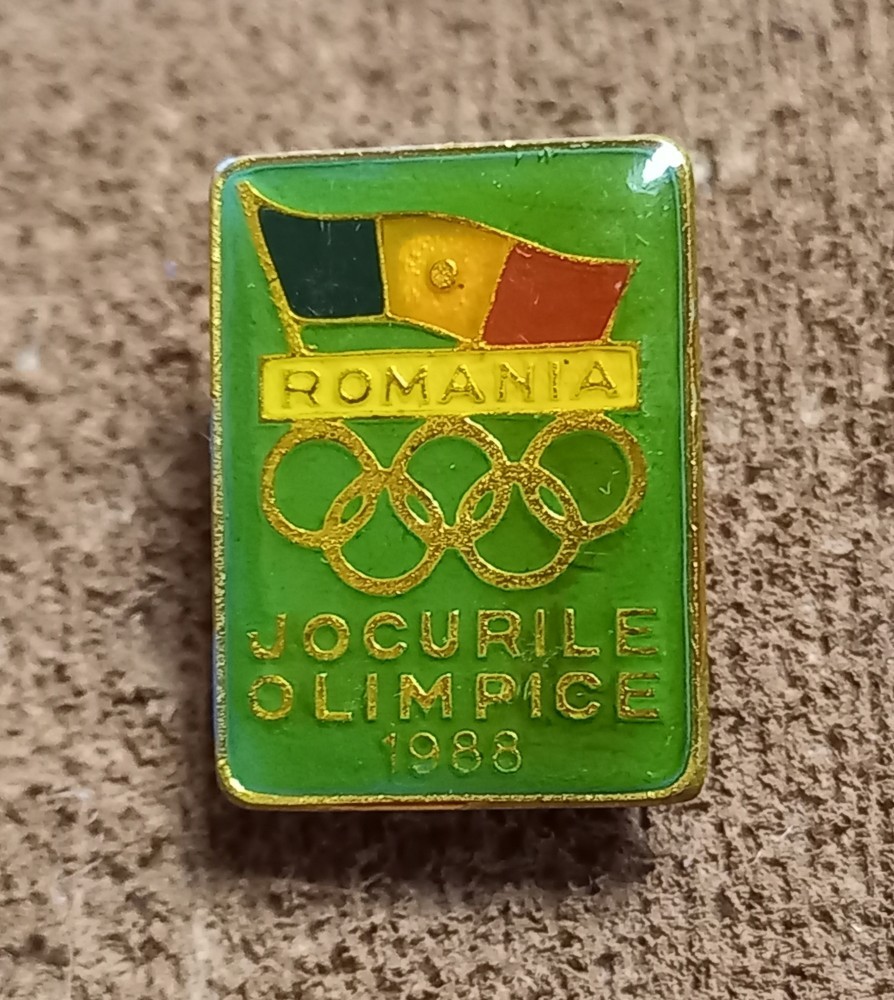 ROMANIA
JOCURILE
OLIMPICE
1988